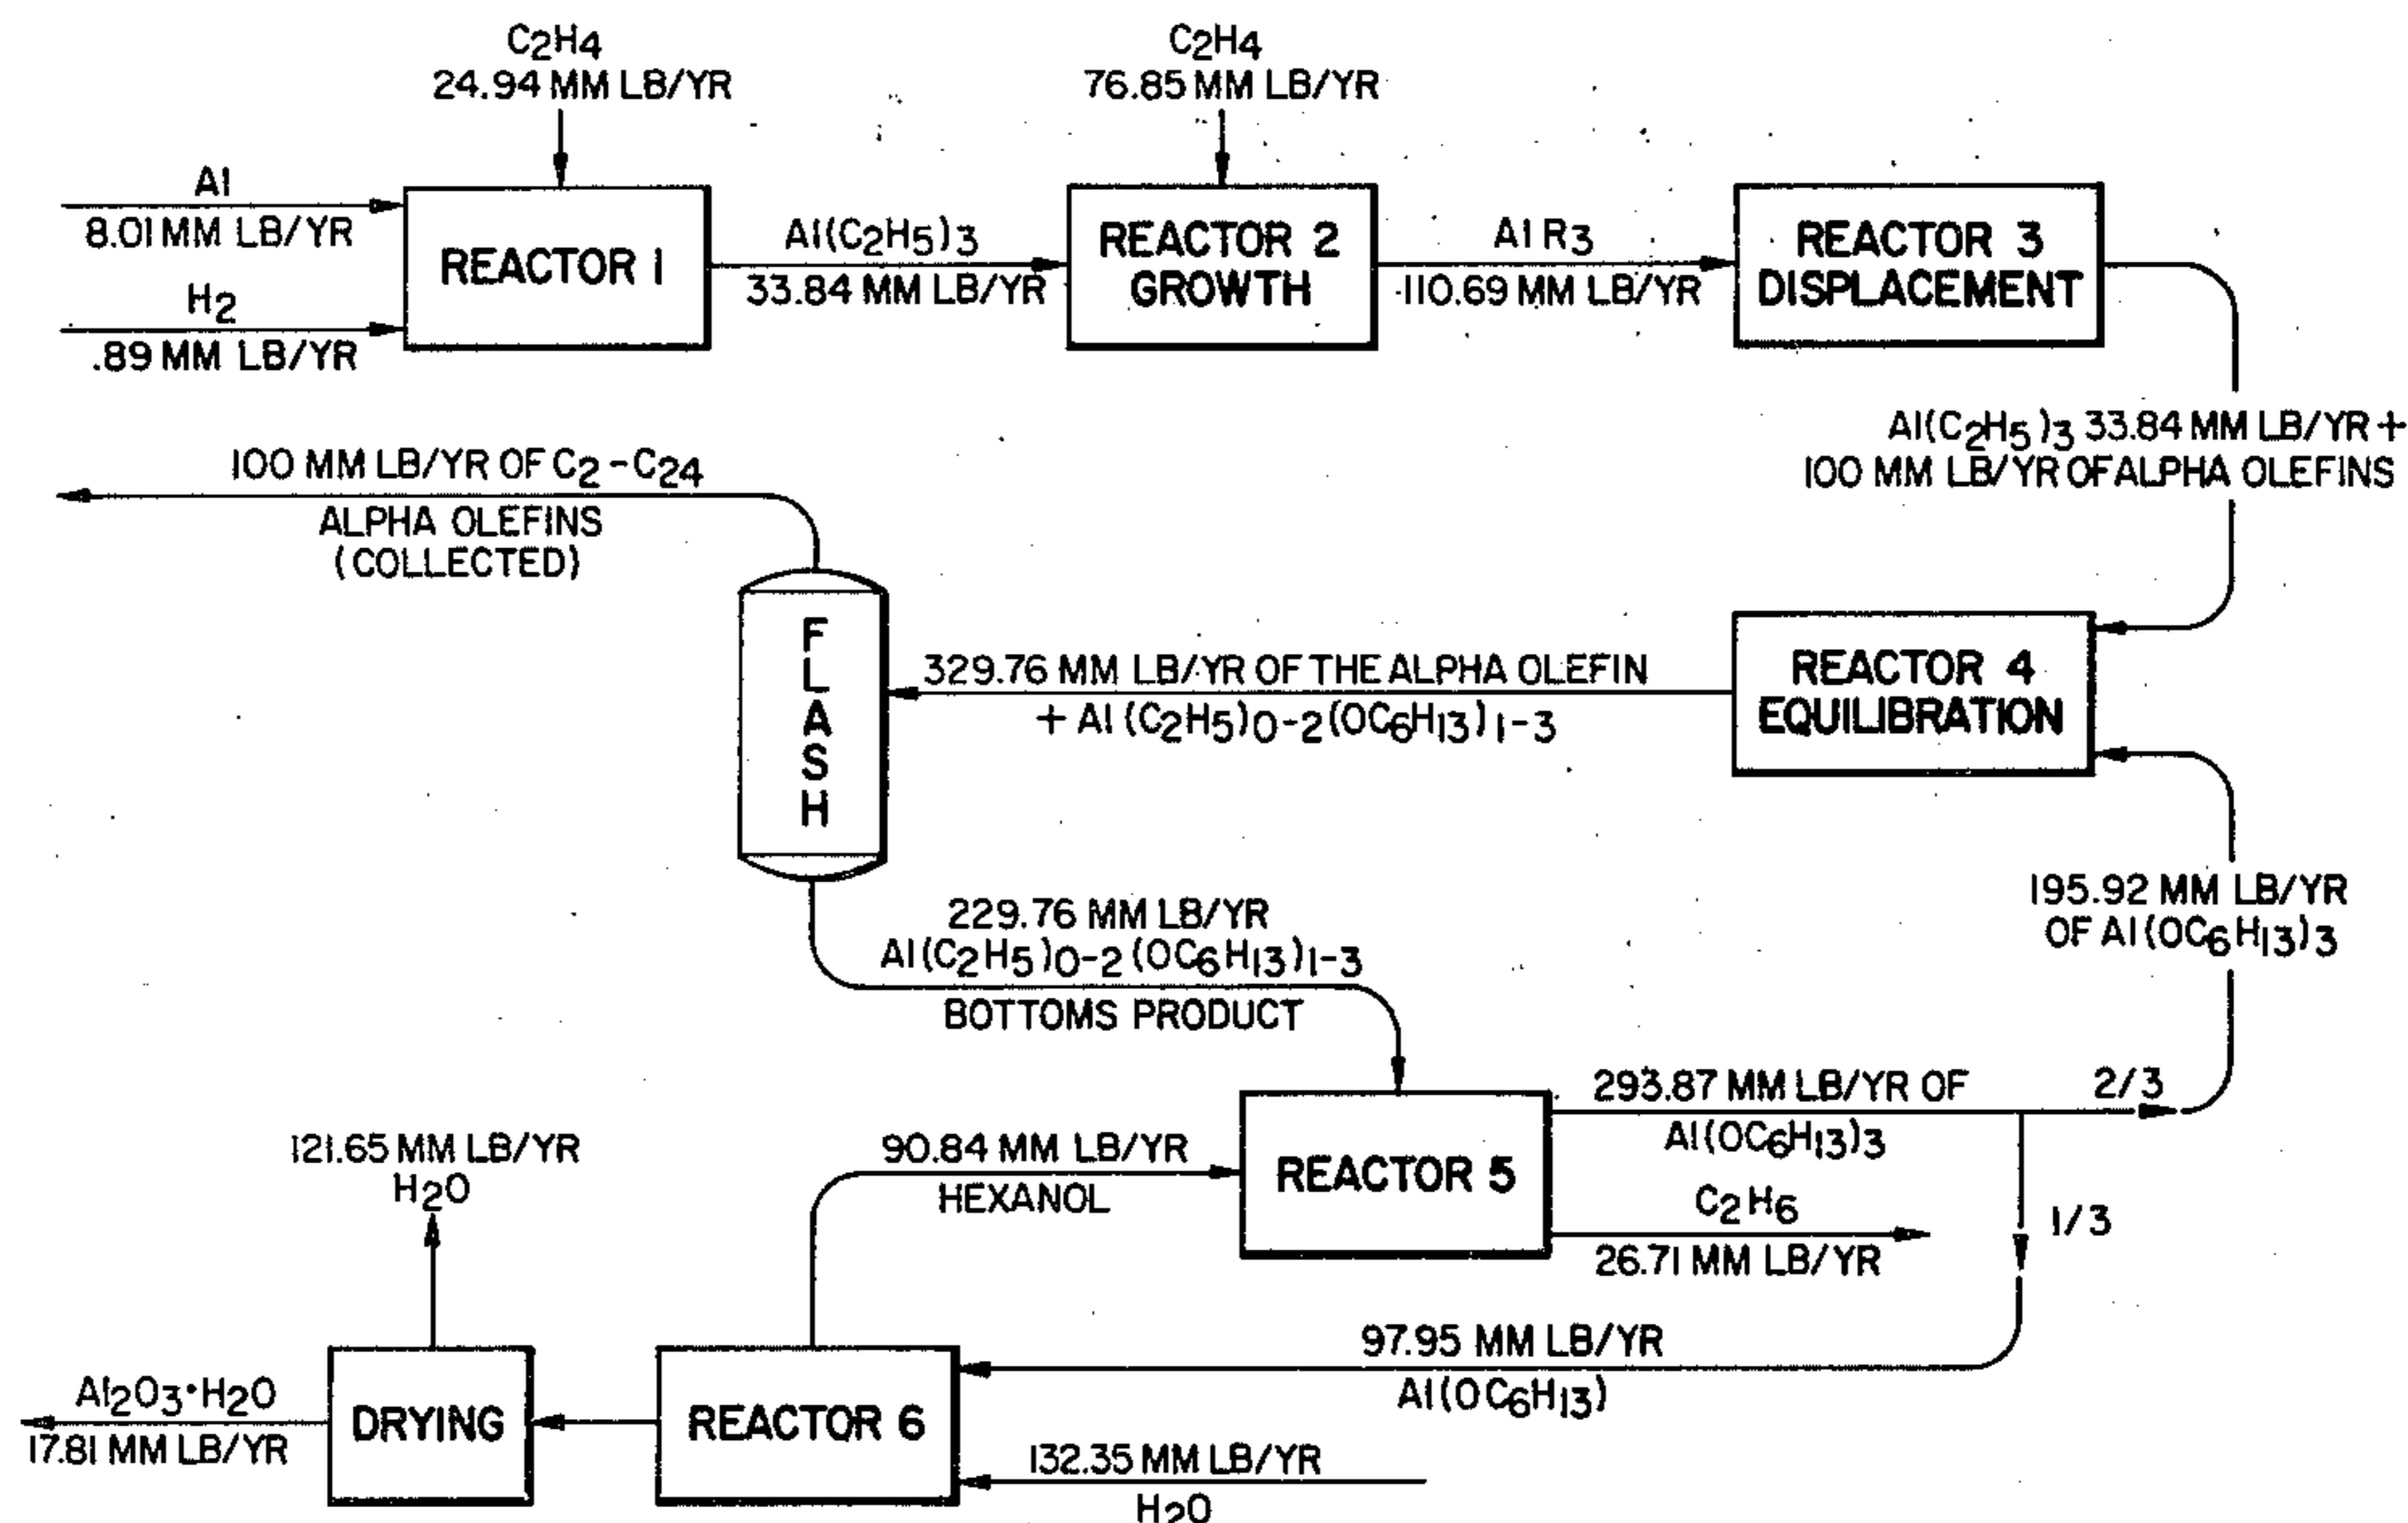 C2H4
24.94 MM LB/YR
C2H4
76.85 MM LB/YR
Al
8.01 MM LB/YR
H2
.89 MM LB/YR
REACTOR 1
Al(C2H5)3
33.84 MM LB/YR
REACTOR 2
GROWTH
Al R3
110.69 MM LB/YR
REACTOR 3
DISPLACEMENT
Al(C2H5)3 33.84 MM LB/YR +
100 MM LB/YR OF ALPHA OLEFINS
100 MM LB/YR OF C2-C24
ALPHA OLEFINS
(COLLECTED)
FLASH
329.76 MM LB/YR OF THE ALPHA OLEFIN
+ Al(C2H5)0-2(OC6H13)1-3
REACTOR 4
EQUILIBRATION
195.92 MM LB/YR
OF Al(OC6H13)3
229.76 MM LB/YR
Al(C2H5)0-2(OC6H13)1-3
BOTTOMS PRODUCT
293.87 MM LB/YR OF
Al(OC6H13)3
2/3
121.65 MM LB/YR
H2O
90.84 MM LB/YR
HEXANOL
REACTOR 5
C2H6
26.71 MM LB/YR
1/3
97.95 MM LB/YR
Al(OC6H13)
Al2O3•H2O
17.81 MM LB/YR
DRYING
REACTOR 6
132.35 MM LB/YR
H2O